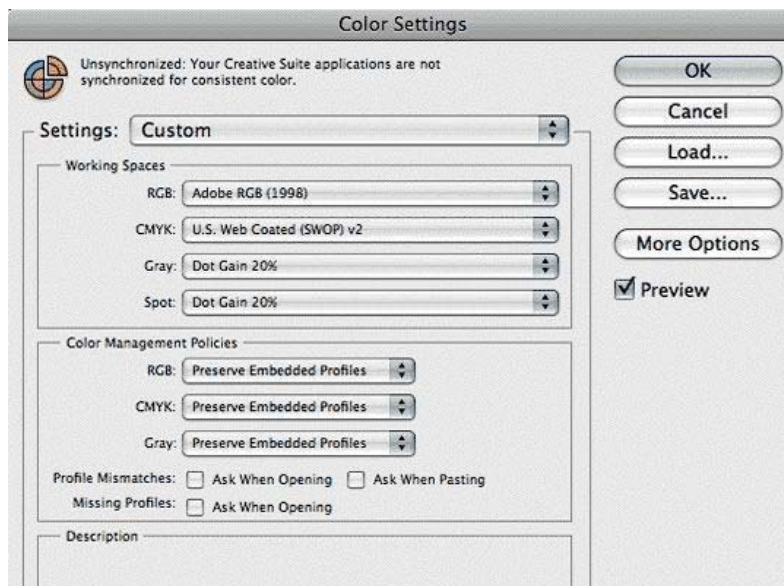 Color Settings
Unsynchronized: Your Creative Suite applications are not
synchronized for consistent color.
Settings: Custom
Working Spaces
RGB: Adobe RGB (1998)
CMYK: U.S. Web Coated (SWOP) v2
Gray: Dot Gain 20%
Spot: Dot Gain 20%
Color Management Policies
RGB: Preserve Embedded Profiles
CMYK: Preserve Embedded Profiles
Gray: Preserve Embedded Profiles
Profile Mismatches: Ask When Opening Ask When Pasting
Missing Profiles: Ask When Opening
Description
OK
Cancel
Load...
Save...
More Options
Preview